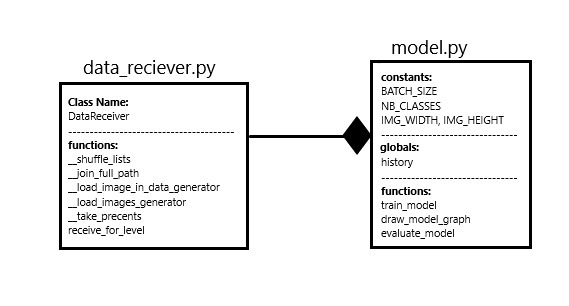 data_reciever.py
Class Name:
DataReceiver
functions:
__shuffle_lists
__join_full_path
__load_image_in_data_generator
__load_images_generator
__take_precents
receive_for_level
model.py
constants:
BATCH_SIZE
NB_CLASSES
IMG_WIDTH, IMG_HEIGHT
globals:
history
functions:
train_model
draw_model_graph
evaluate_model